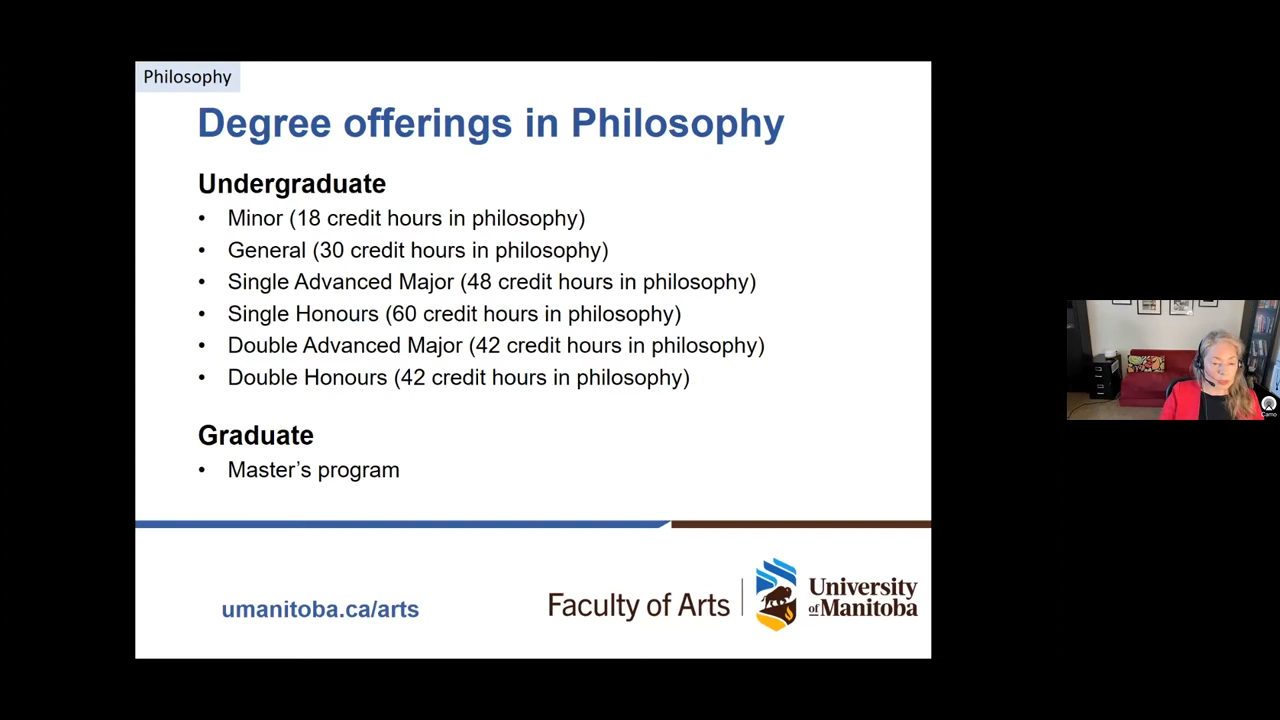 Philosophy
Degree offerings in Philosophy
Undergraduate
• Minor (18 credit hours in philosophy)
• General (30 credit hours in philosophy)
• Single Advanced Major (48 credit hours in philosophy)
• Single Honours (60 credit hours in philosophy)
• Double Advanced Major (42 credit hours in philosophy)
• Double Honours (42 credit hours in philosophy)
Graduate
• Master’s program
umanitoba.ca/arts
Faculty of Arts
University
of Manitoba
Camo